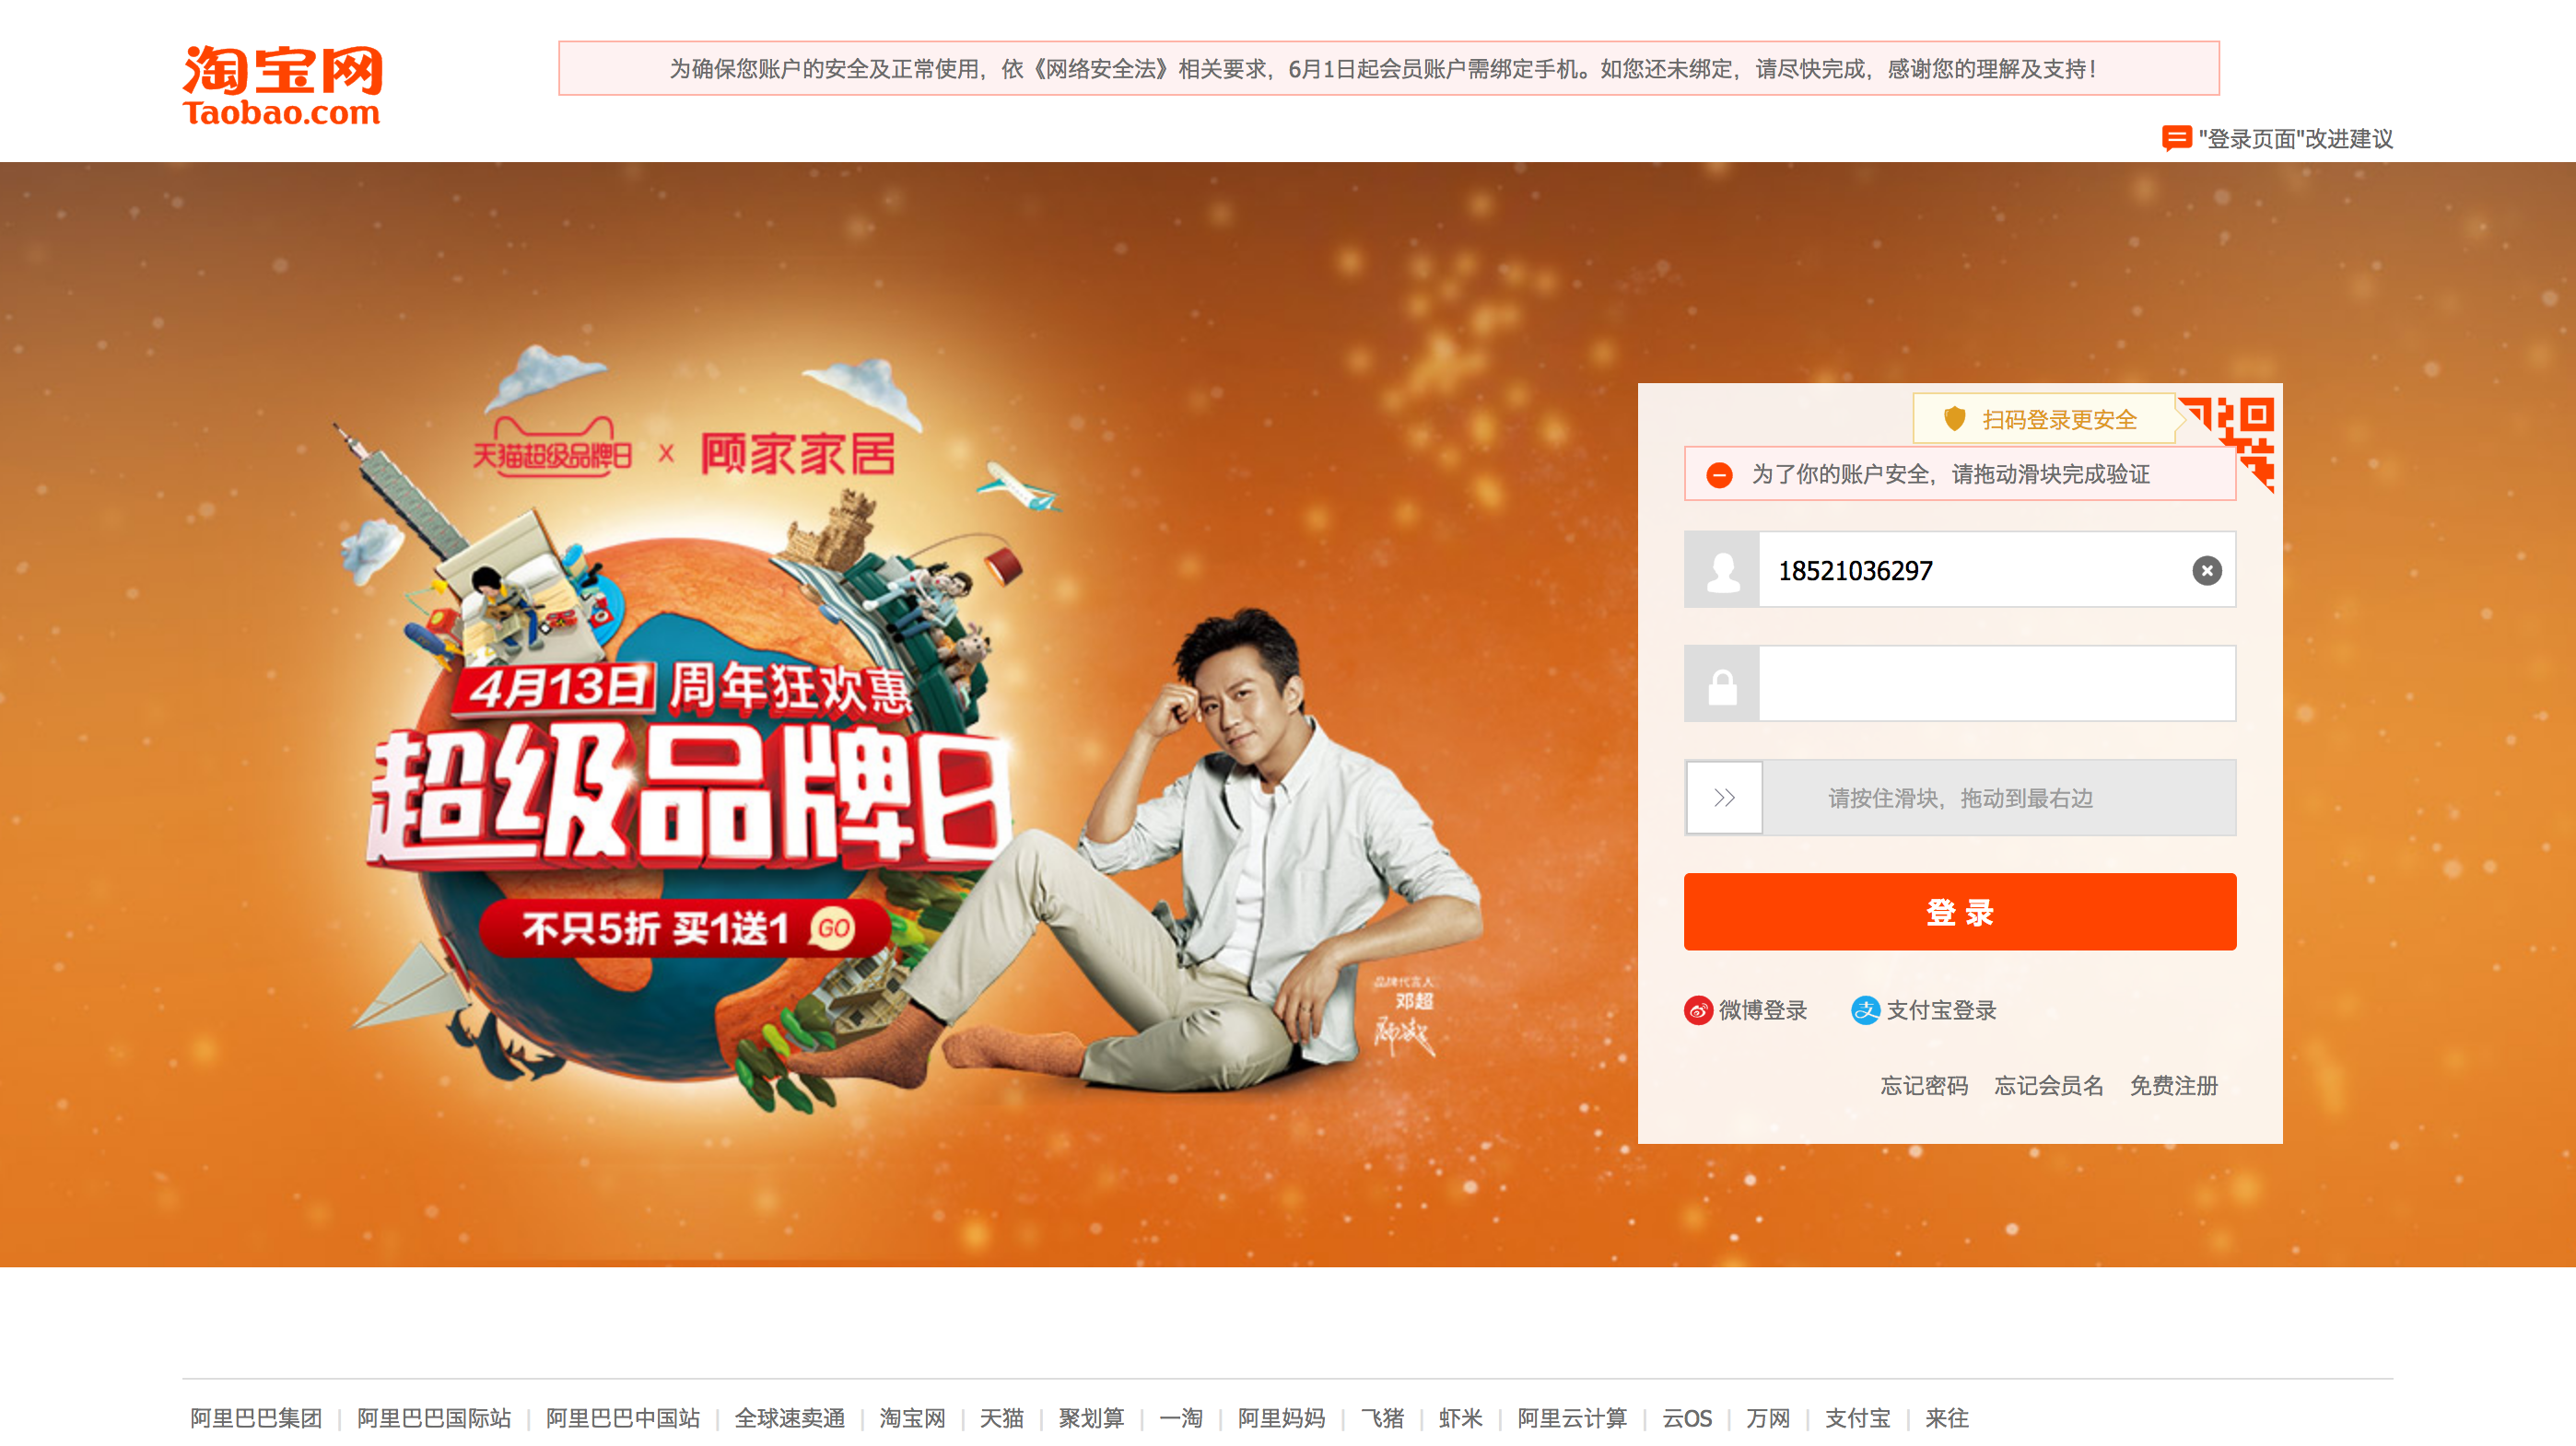 淘宝网
Taobao.com
为确保您账户的安全及正常使用，依《网络安全法》相关要求，6月1日起会员账户需绑定手机。如您还未绑定，请尽快完成，感谢您的理解及支持！
"登录页面"改进建议
天猫超级品牌日 x 顾家家居
4月13日 周年狂欢惠
超级品牌日
不只5折 买1送1 GO
品牌代言人
邓超
扫码登录更安全
为了你的账户安全，请拖动滑块完成验证
18521036297
请按住滑块，拖动到最右边
登 录
微博登录 支付宝登录
忘记密码 忘记会员名 免费注册
阿里巴巴集团 | 阿里巴巴国际站 | 阿里巴巴中国站 | 全球速卖通 | 淘宝网 | 天猫 | 聚划算 | 一淘 | 阿里妈妈 | 飞猪 | 虾米 | 阿里云计算 | 云OS | 万网 | 支付宝 | 来往